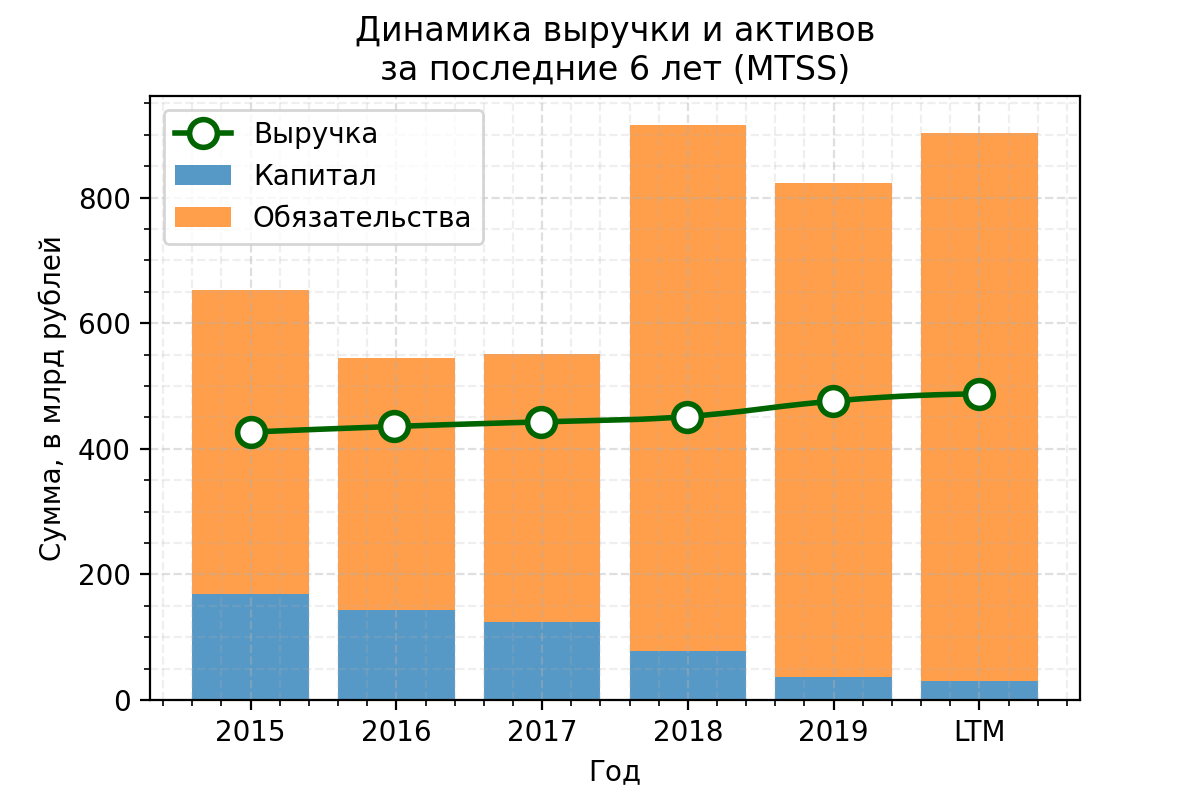 Динамика выручки и активов
за последние 6 лет (MTSS)
Выручка
Капитал
Обязательства
Сумма, в млрд рублей
800
600
400
200
0
2015 2016 2017 2018 2019 LTM
Год